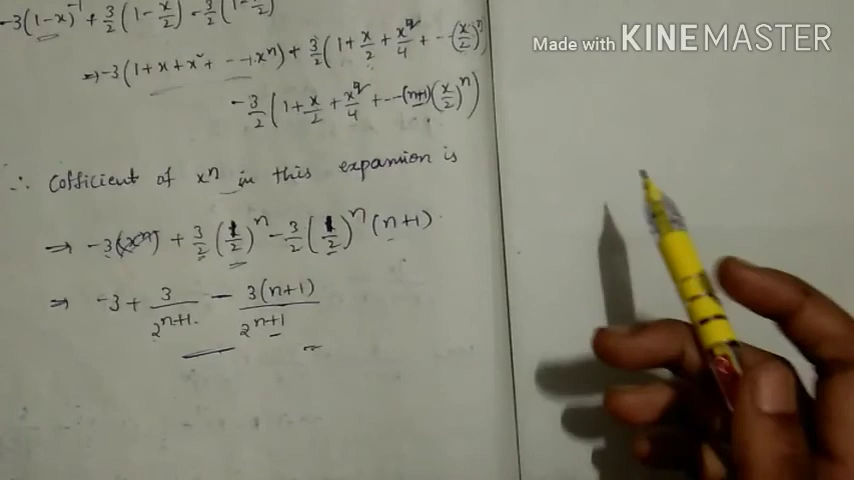 -3(1-x)⁻¹ + 3/2 (1-x/2) - 3/2 (1-x/2)
⇒ -3(1+x+x²+ --+xⁿ) + 3/2 (1+x/2+x²/4+--(x/2)ⁿ)
-3/2 (1+x/2+x²/4+--(n+1)(x/2)ⁿ)
∴ Cofficient of xⁿ in this expansion is
⇒ -3 + 3/2 (1/2)ⁿ - 3/2 (1/2)ⁿ (n+1)
⇒ -3 + 3/2ⁿ⁺¹ - 3(n+1)/2ⁿ⁺¹
Made with KINEMASTER